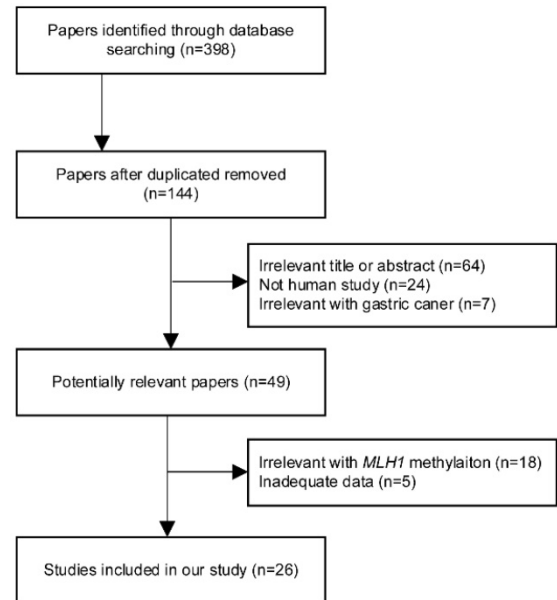 Papers identified through database
searching (n=398)
Papers after duplicated removed
(n=144)
Irrelevant title or abstract (n=64)
Not human study (n=24)
Irrelevant with gastric caner (n=7)
Potentially relevant papers (n=49)
Irrelevant with MLH1 methylaiton (n=18)
Inadequate data (n=5)
Studies included in our study (n=26)